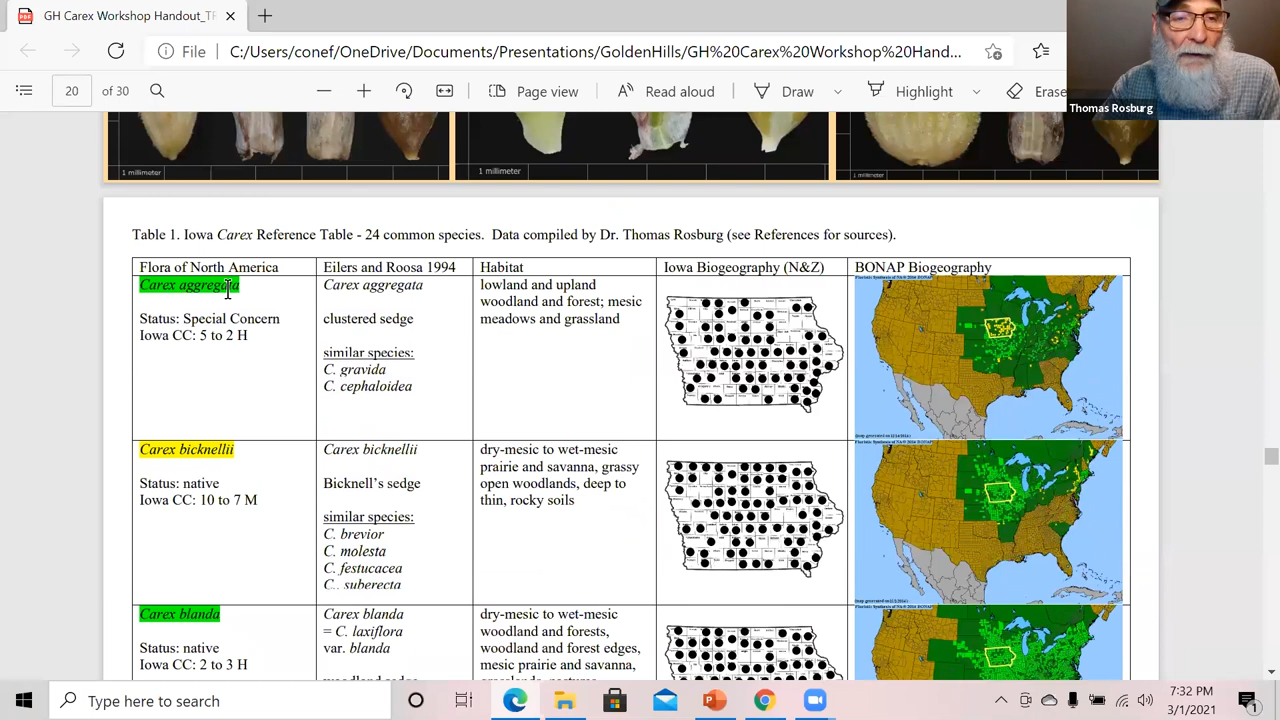 GH Carex Workshop Handout_TF
File C:/Users/conef/OneDrive/Documents/Presentations/GoldenHills/GH%20Carex%20Workshop%20Hand...
20 of 30 Page view Read aloud Draw Highlight Erase
Thomas Rosburg
1 millimeter 1 millimeter 1 millimeter
Table 1. Iowa Carex Reference Table - 24 common species. Data compiled by Dr. Thomas Rosburg (see References for sources).
Flora of North America Eilers and Roosa 1994 Habitat Iowa Biogeography (N&Z) BONAP Biogeography
Carex aggregata Carex aggregata lowland and upland
woodland and forest; mesic
Status: Special Concern clustered sedge meadows and grassland
Iowa CC: 5 to 2 H
similar species:
C. gravida
C. cephaloidea
Carex bicknellii Carex bicknellii dry-mesic to wet-mesic
prairie and savanna, grassy
Status: native Bicknell's sedge open woodlands, deep to
Iowa CC: 10 to 7 M thin, rocky soils
similar species:
C. brevior
C. molesta
C. festucacea
C.. suberecta
Carex blanda Carex blanda dry-mesic to wet-mesic
= C. laxiflora woodland and forests,
Status: native var. blanda woodland and forest edges,
Iowa CC: 2 to 3 H mesic prairie and savanna,
Type here to search
7:32 PM
3/1/2021
1